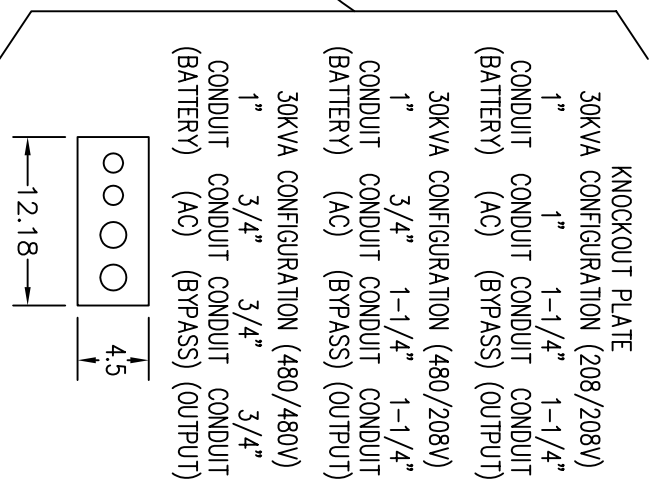 KNOCKOUT PLATE
30KVA CONFIGURATION (208/208V)
1" 1" 1-1/4" 1-1/4"
CONDUIT CONDUIT CONDUIT CONDUIT
(BATTERY) (AC) (BYPASS) (OUTPUT)
30KVA CONFIGURATION (480/208V)
1" 3/4" 1-1/4" 1-1/4"
CONDUIT CONDUIT CONDUIT CONDUIT
(BATTERY) (AC) (BYPASS) (OUTPUT)
30KVA CONFIGURATION (480/480V)
1" 3/4" 3/4" 3/4"
CONDUIT CONDUIT CONDUIT CONDUIT
(BATTERY) (AC) (BYPASS) (OUTPUT)
4.5
12.18